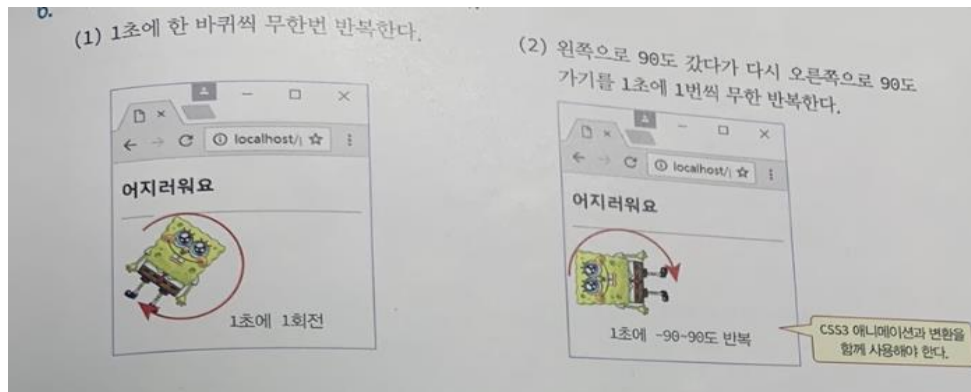 6.
(1) 1초에 한 바퀴씩 무한번 반복한다.
어지러워요
localhost/
1초에 1회전
(2) 왼쪽으로 90도 갔다가 다시 오른쪽으로 90도
가기를 1초에 1번씩 무한 반복한다.
localhost/
어지러워요
1초에 -90~90도 반복
CSS3 애니메이션과 변환을
함께 사용해야 한다.